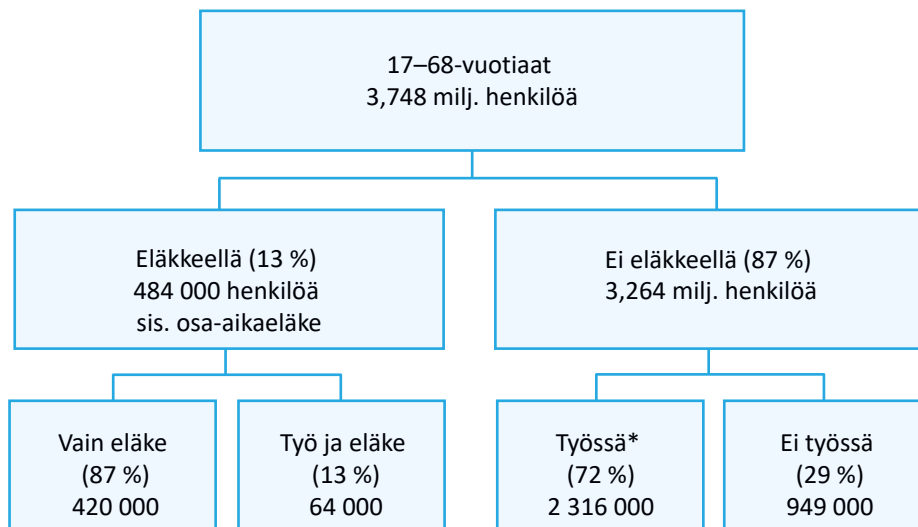 17–68-vuotiaat
3,748 milj. henkilöä
Eläkkeellä (13 %)
484 000 henkilöä
sis. osa-aikaeläke
Ei eläkkeellä (87 %)
3,264 milj. henkilöä
Vain eläke
(87 %)
420 000
Työ ja eläke
(13 %)
64 000
Työssä*
(72 %)
2 316 000
Ei työssä
(29 %)
949 000